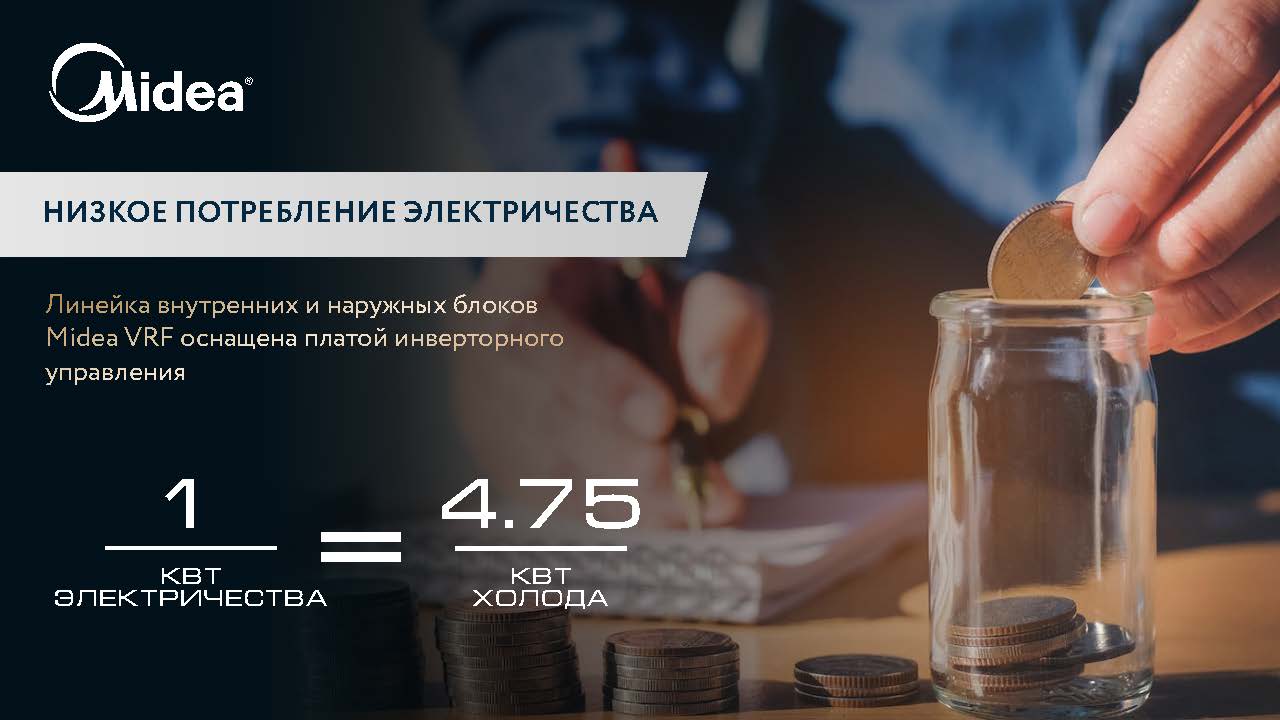 Midea®
НИЗКОЕ ПОТРЕБЛЕНИЕ ЭЛЕКТРИЧЕСТВА
Линейка внутренних и наружных блоков
Midea VRF оснащена платой инверторного
управления
1
КВТ
ЭЛЕКТРИЧЕСТВА
=
4.75
КВТ
ХОЛОДА